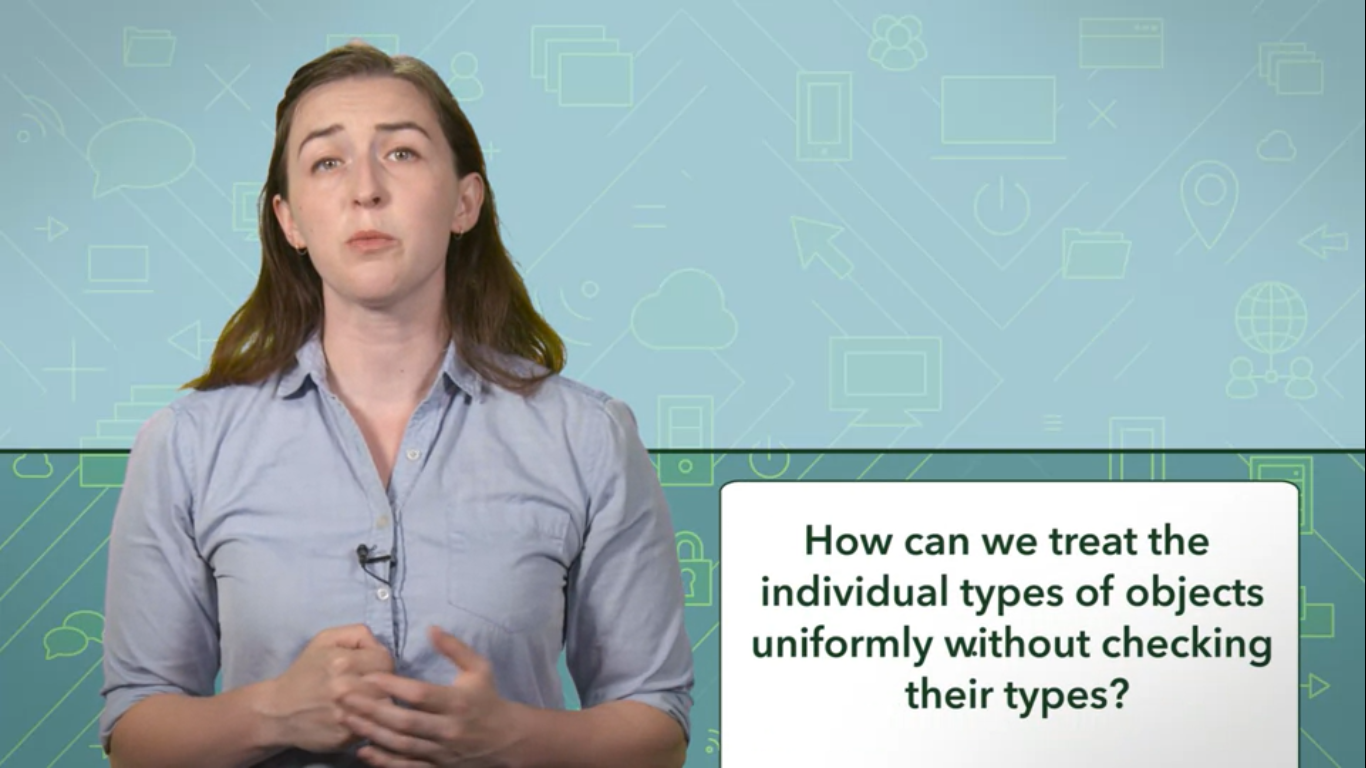 How can we treat the
individual types of objects
uniformly without checking
their types?